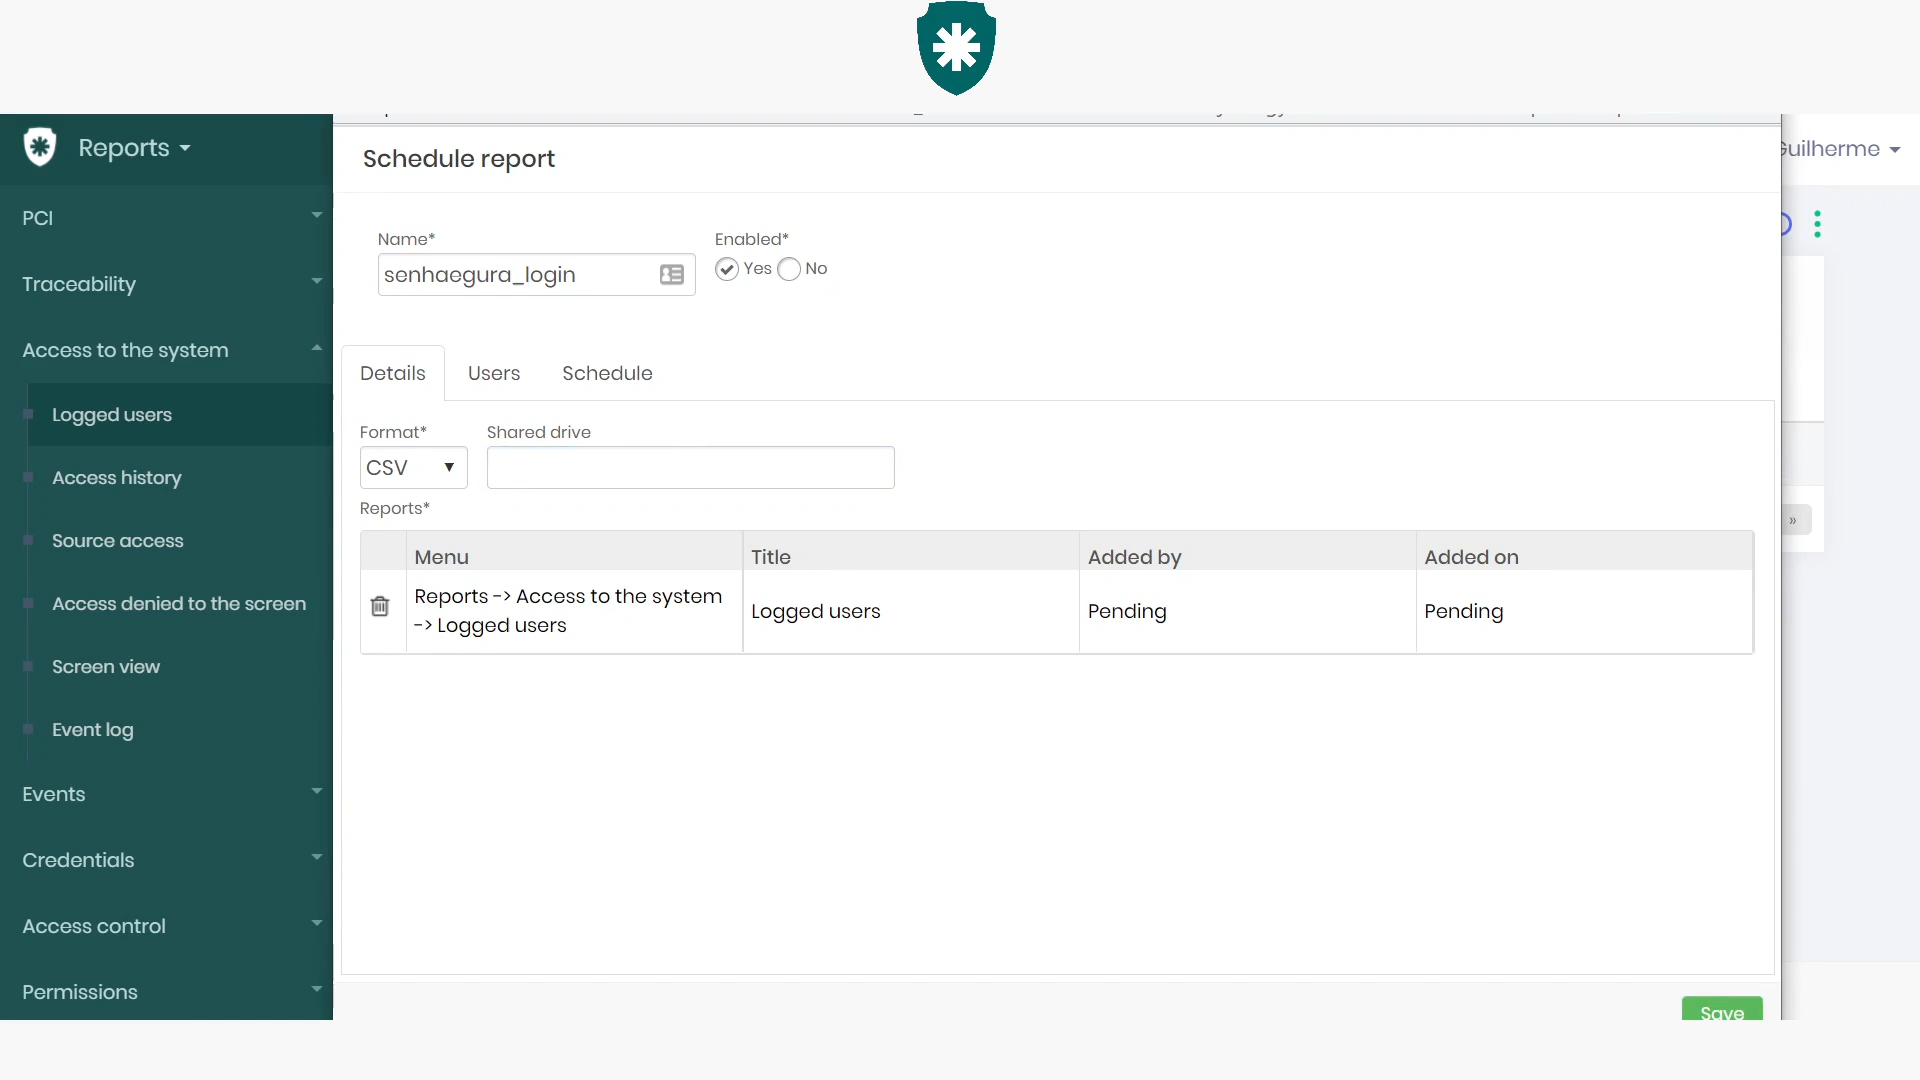 Reports
Schedule report
Guilherme
PCI
Traceability
Access to the system
Logged users
Access history
Source access
Access denied to the screen
Screen view
Event log
Events
Credentials
Access control
Permissions
Name*
Enabled*
senhaegura_login
Yes No
Details Users Schedule
Format* Shared drive
CSV
Reports*
Menu Title Added by Added on
Reports -> Access to the system
-> Logged users
Logged users
Pending
Pending
»
Save